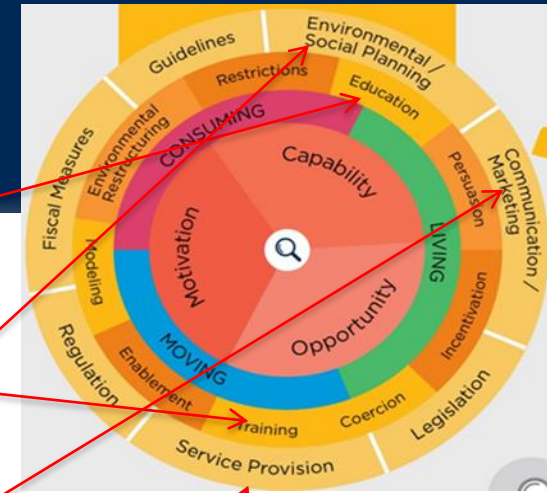 Environmental /
Social Planning
Communication /
Marketing
Legislation
Service Provision
Regulation
Fiscal Measures
Guidelines
Restrictions
Education
Persuasion
Incentivation
Coercion
Training
Enablement
Modeling
Environmental
Restructuring
CONSUMING
LIVING
MOVING
Capability
Opportunity
Motivation